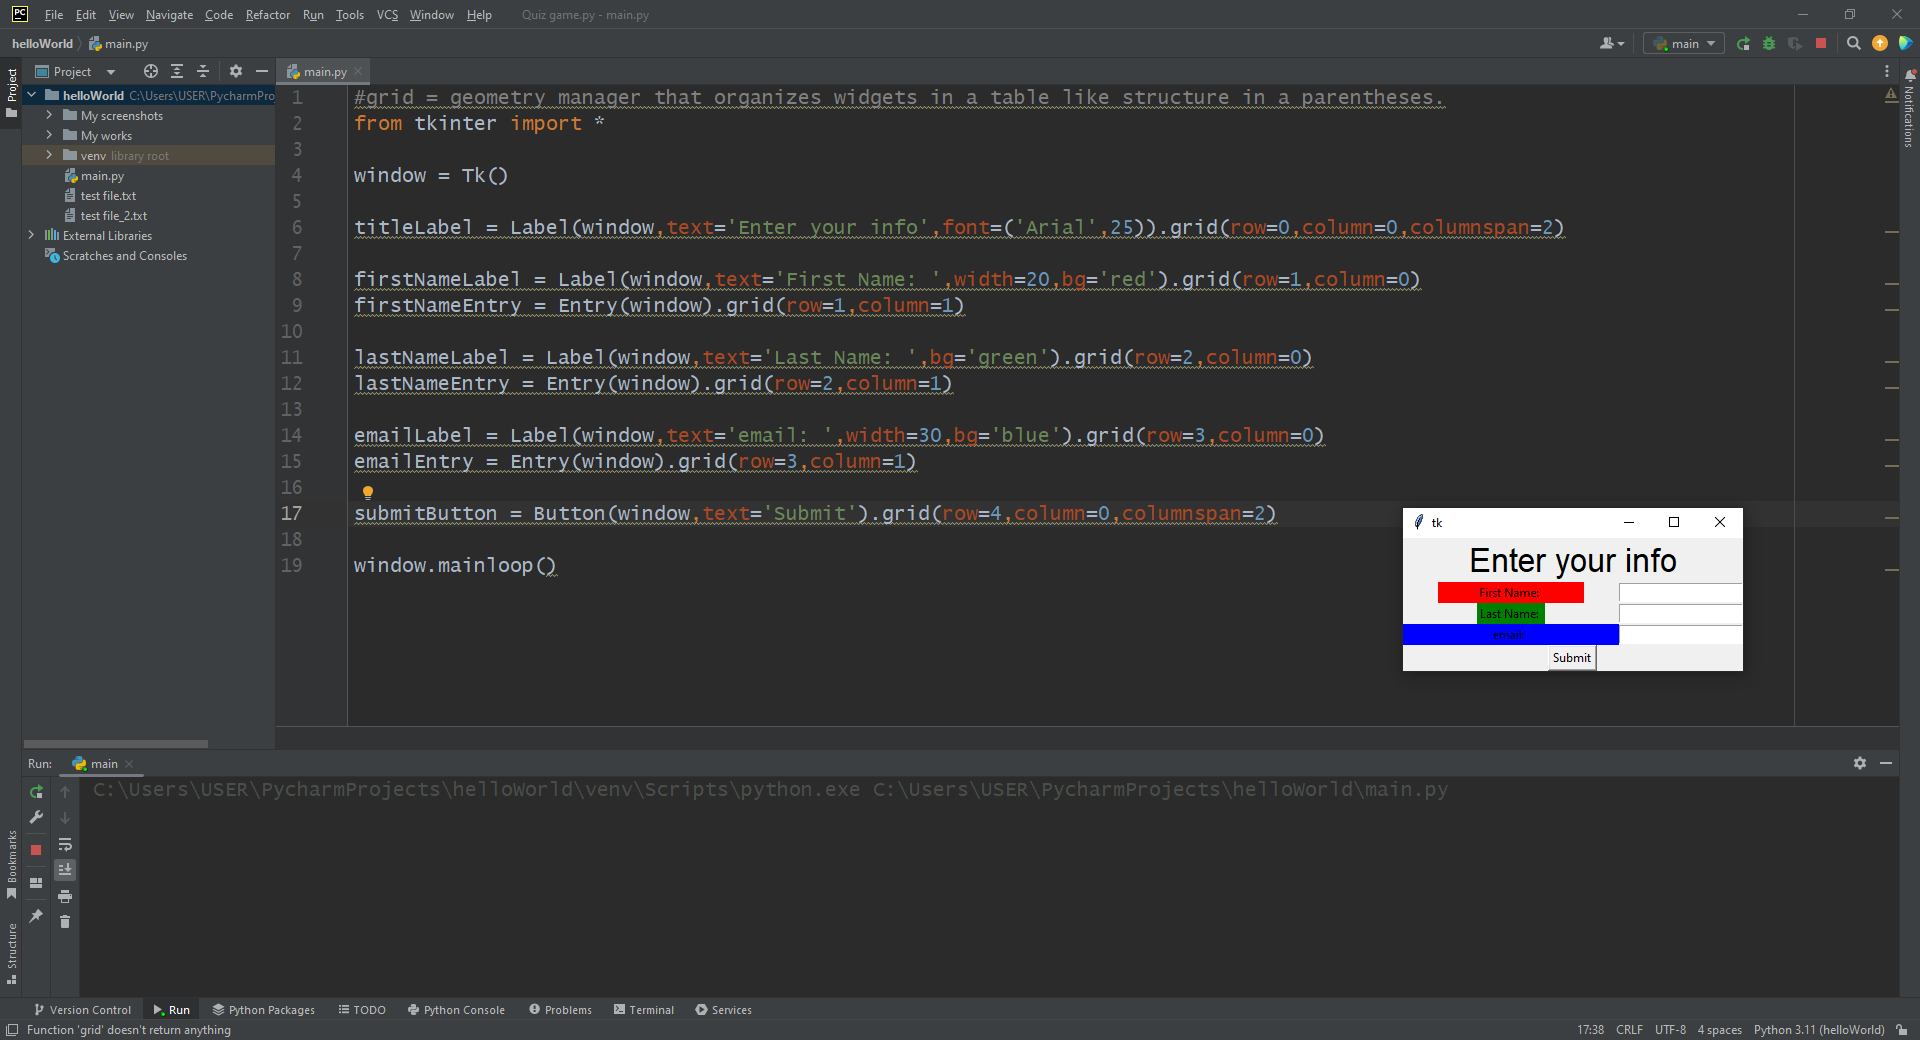 PC File Edit View Navigate Code Refactor Run Tools VCS Window Help Quiz game.py - main.py
helloWorld main.py main
Project main.py
Project
Notifications
helloWorld C:\Users\USER\PycharmPro
My screenshots
My works
venv library root
main.py
test file.txt
test file_2.txt
External Libraries
Scratches and Consoles
1 #grid = geometry manager that organizes widgets in a table like structure in a parentheses.
2 from tkinter import *
3
4 window = Tk()
5
6 titleLabel = Label(window,text='Enter your info',font=('Arial',25)).grid(row=0,column=0,columnspan=2)
7
8 firstNameLabel = Label(window,text='First Name: ',width=20,bg='red').grid(row=1,column=0)
9 firstNameEntry = Entry(window).grid(row=1,column=1)
10
11 lastNameLabel = Label(window,text='Last Name: ',bg='green').grid(row=2,column=0)
12 lastNameEntry = Entry(window).grid(row=2,column=1)
13
14 emailLabel = Label(window,text='email: ',width=30,bg='blue').grid(row=3,column=0)
15 emailEntry = Entry(window).grid(row=3,column=1)
16
17 submitButton = Button(window,text='Submit').grid(row=4,column=0,columnspan=2)
18
19 window.mainloop()
tk
Enter your info
First Name:
Last Name:
email:
Submit
Run: main
C:\Users\USER\PycharmProjects\helloWorld\venv\Scripts\python.exe C:\Users\USER\PycharmProjects\helloWorld\main.py
Bookmarks
Structure
Version Control Run Python Packages TODO Python Console Problems Terminal Services
Function 'grid' doesn't return anything 17:38 CRLF UTF-8 4 spaces Python 3.11 (helloWorld)